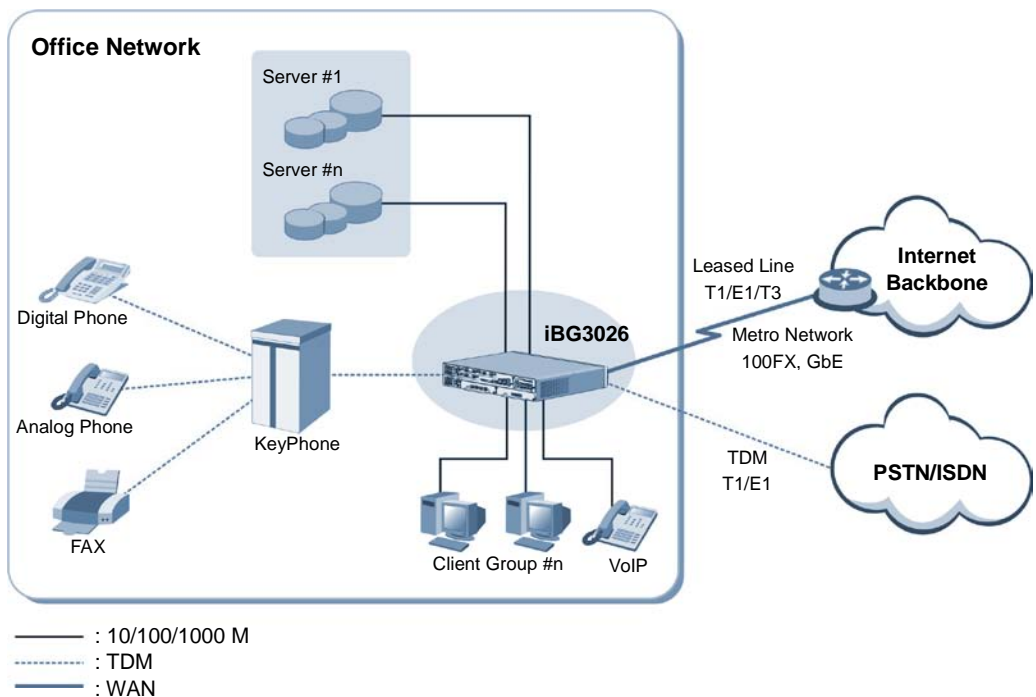 Office Network
Server #1
Server #n
Digital Phone
Analog Phone
FAX
KeyPhone
iBG3026
Client Group #n
VoIP
Leased Line
T1/E1/T3
Metro Network
100FX, GbE
Internet
Backbone
TDM
T1/E1
PSTN/ISDN
: 10/100/1000 M
: TDM
: WAN